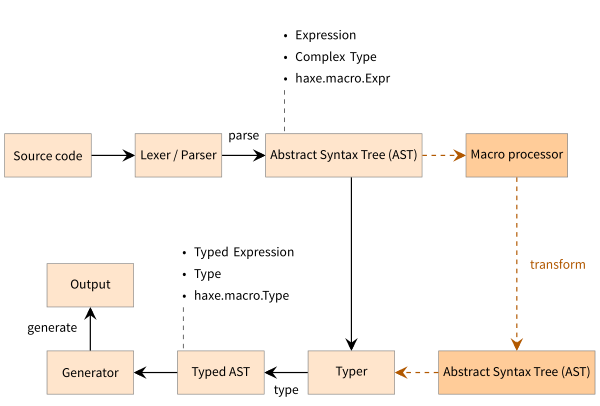 • Expression
• Complex Type
• haxe.macro.Expr
parse
Source code
Lexer / Parser
Abstract Syntax Tree (AST)
Macro processor
• Typed Expression
• Type
• haxe.macro.Type
transform
Output
generate
Generator
Typed AST
type
Typer
Abstract Syntax Tree (AST)